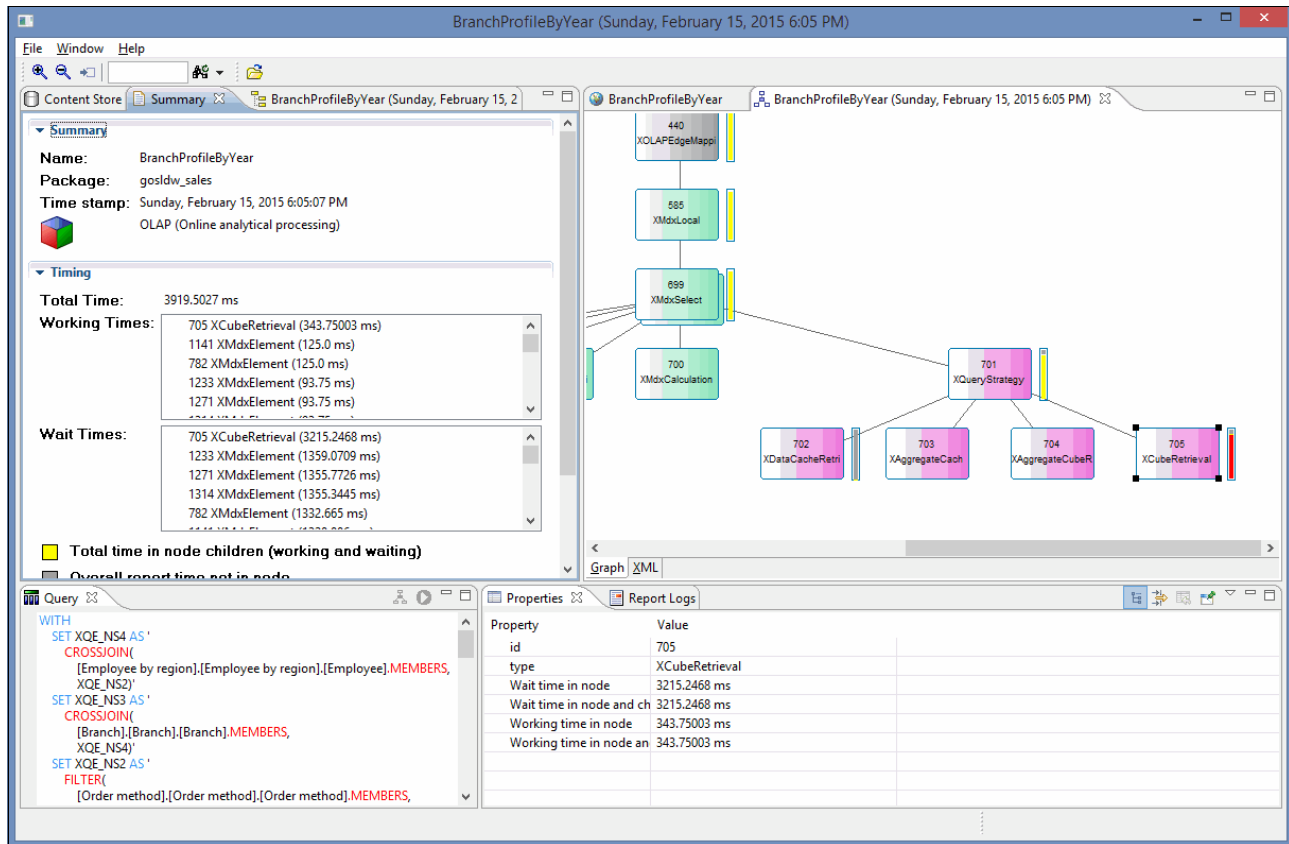 BranchProfileByYear (Sunday, February 15, 2015 6:05 PM)
File Window Help
Content Store
Summary
BranchProfileByYear (Sunday, February 15, 2
Summary
Name: BranchProfileByYear
Package: gosldw_sales
Time stamp: Sunday, February 15, 2015 6:05:07 PM
OLAP (Online analytical processing)
Timing
Total Time: 3919.5027 ms
Working Times:
705 XCubeRetrieval (343.75003 ms)
1141 XMdxElement (125.0 ms)
782 XMdxElement (125.0 ms)
1233 XMdxElement (93.75 ms)
1271 XMdxElement (93.75 ms)
Wait Times:
705 XCubeRetrieval (3215.2468 ms)
1233 XMdxElement (1359.0709 ms)
1271 XMdxElement (1355.7726 ms)
1314 XMdxElement (1355.3445 ms)
782 XMdxElement (1332.665 ms)
Total time in node children (working and waiting)
Overall report time not in node
BranchProfileByYear
BranchProfileByYear (Sunday, February 15, 2015 6:05 PM)
440
XOLAPEdgeMappi
585
XMdxLocal
699
XMdxSelect
700
XMdxCalculation
701
XQueryStrategy
702
XDataCacheRetri
703
XAggregateCach
704
XAggregateCubeR
705
XCubeRetrieval
Graph XML
Query
WITH
SET XQE_NS4 AS '
CROSSJOIN(
[Employee by region].[Employee by region].[Employee].MEMBERS,
XQE_NS2)'
SET XQE_NS3 AS '
CROSSJOIN(
[Branch].[Branch].[Branch].MEMBERS,
XQE_NS4)'
SET XQE_NS2 AS '
FILTER(
[Order method].[Order method].[Order method].MEMBERS,
Properties
Report Logs
Property Value
id 705
type XCubeRetrieval
Wait time in node 3215.2468 ms
Wait time in node and ch 3215.2468 ms
Working time in node 343.75003 ms
Working time in node an 343.75003 ms